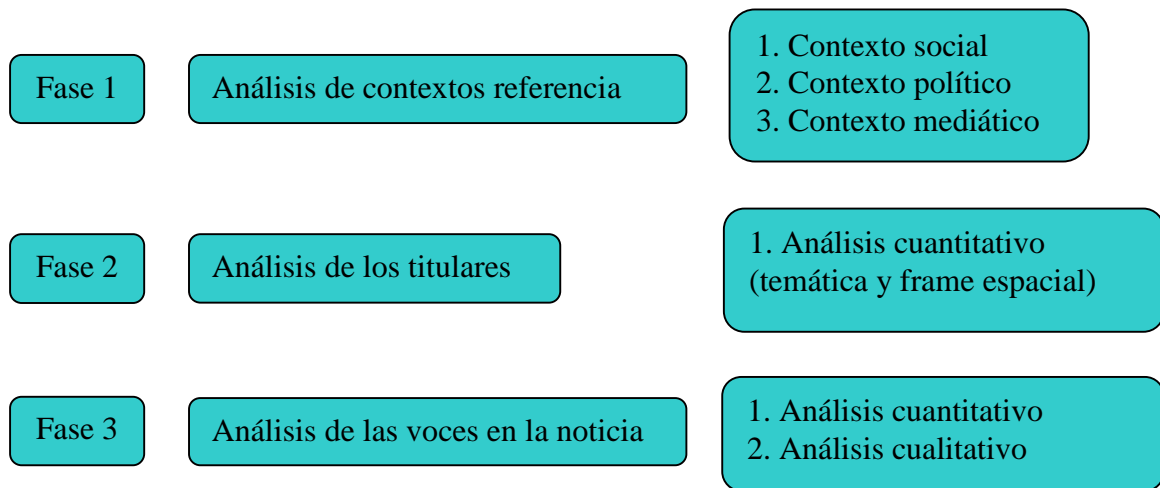 Fase 1
Análisis de contextos referencia
1. Contexto social
2. Contexto político
3. Contexto mediático
Fase 2
Análisis de los titulares
1. Análisis cuantitativo
(temática y frame espacial)
Fase 3
Análisis de las voces en la noticia
1. Análisis cuantitativo
2. Análisis cualitativo